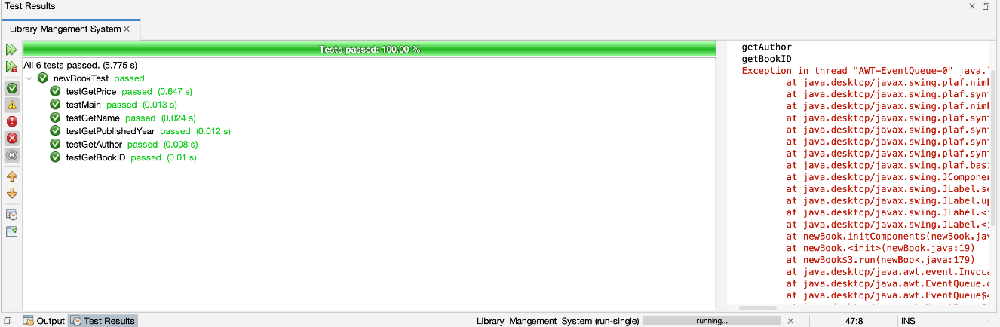 Test Results
Library Mangement System
Tests passed: 100.00 %
All 6 tests passed. (5.775 s)
newBookTest passed
testGetPrice passed (0.647 s)
testMain passed (0.013 s)
testGetName passed (0.024 s)
testGetPublishedYear passed (0.012 s)
testGetAuthor passed (0.008 s)
testGetBookID passed (0.01 s)
getAuthor
getBookID
Exception in thread "AWT-EventQueue-0" java.l
at java.desktop/javax.swing.plaf.nimb
at java.desktop/javax.swing.plaf.synt
at java.desktop/javax.swing.plaf.nimb
at java.desktop/javax.swing.plaf.synt
at java.desktop/javax.swing.plaf.synt
at java.desktop/javax.swing.plaf.synt
at java.desktop/javax.swing.plaf.synt
at java.desktop/javax.swing.plaf.basi
at java.desktop/javax.swing.JComponen
at java.desktop/javax.swing.JLabel.se
at java.desktop/javax.swing.JLabel.up
at java.desktop/javax.swing.JLabel.<i
at java.desktop/javax.swing.JLabel.<i
at newBook.initComponents(newBook.jav
at newBook.<init>(newBook.java:19)
at newBook$3.run(newBook.java:179)
at java.desktop/java.awt.event.Invoca
at java.desktop/java.awt.EventQueue.d
at java.desktop/java.awt.EventQueue$4
Output
Test Results
Library_Mangement_System (run-single)
running...
47:8
INS